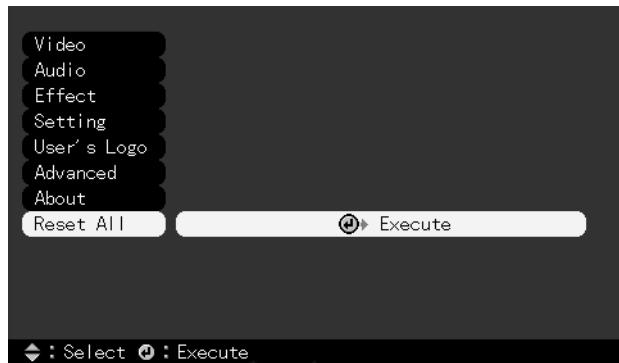 Video
Audio
Effect
Setting
User's Logo
Advanced
About
Reset All Execute
: Select : Execute